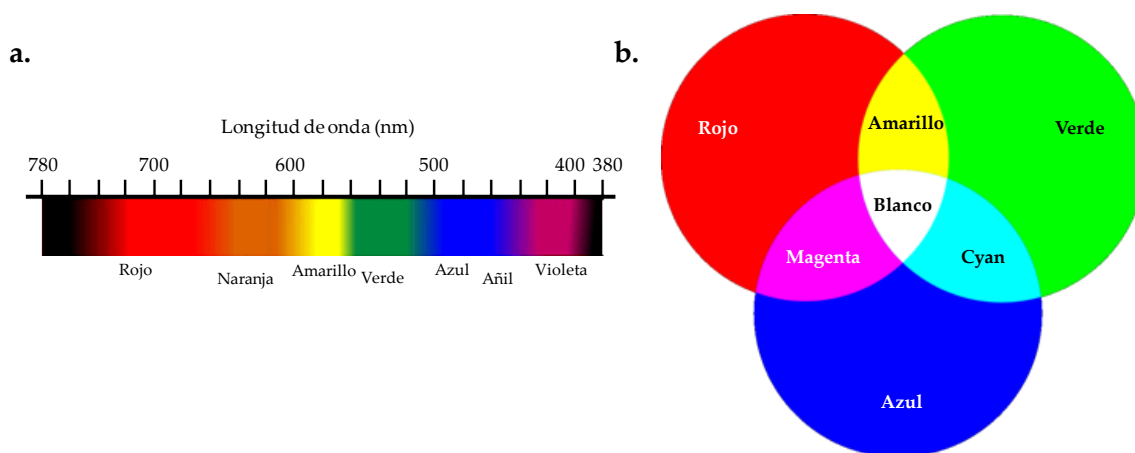 a.
Longitud de onda (nm)
780 700 600 500 400 380
Rojo Naranja Amarillo Verde Azul Añil Violeta
b.
Rojo Amarillo Verde
Blanco
Magenta Cyan
Azul